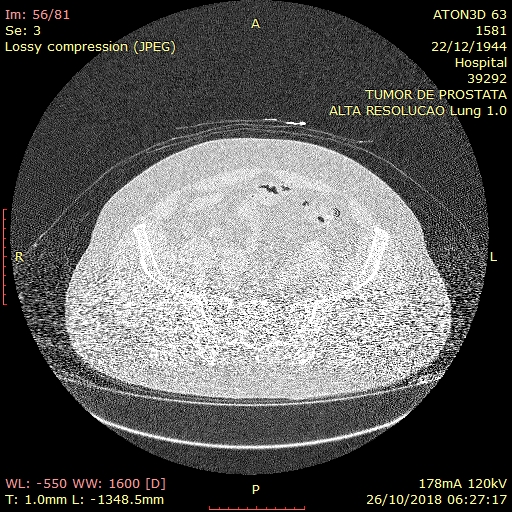 Im: 56/81
Se: 3
Lossy compression (JPEG)
A
ATON3D 63
1581
22/12/1944
Hospital
39292
TUMOR DE PROSTATA
ALTA RESOLUCAO Lung 1.0
R
L
WL: -550 WW: 1600 [D]
T: 1.0mm L: -1348.5mm
P
178mA 120kV
26/10/2018 06:27:17